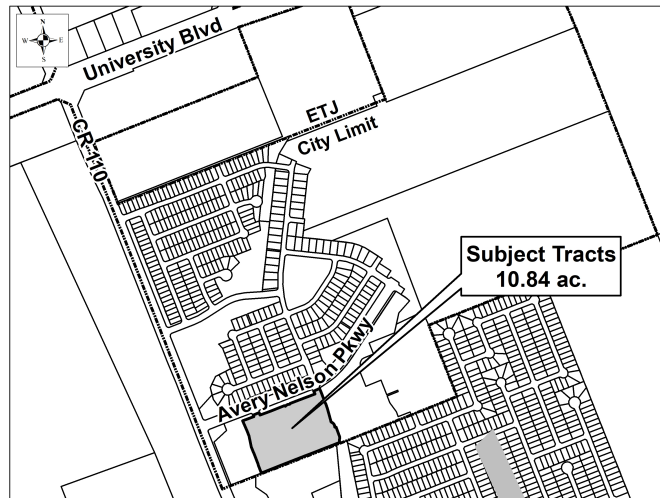 N
W E
S
University Blvd
CR 110
ETJ
City Limit
Subject Tracts
10.84 ac.
Avery Nelson Pkwy